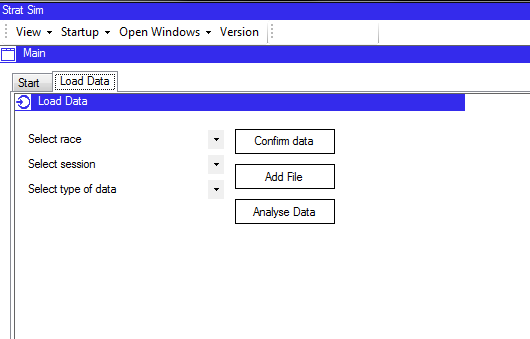 Strat Sim
View Startup Open Windows Version
Main
Start Load Data
Load Data
Select race Confirm data
Select session Add File
Select type of data Analyse Data